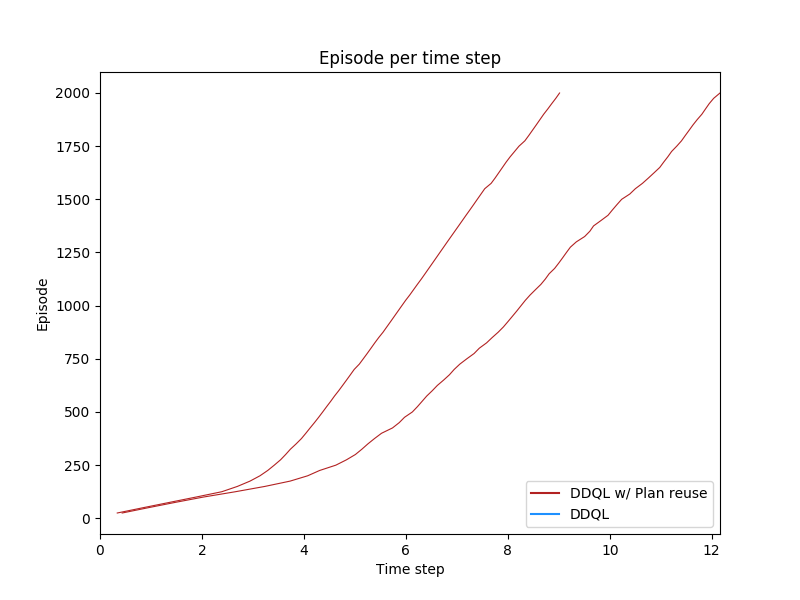 Episode per time step
2000
1750
1500
1250
1000
750
500
250
0
Episode
DDQL w/ Plan reuse
DDQL
0 2 4 6 8 10 12
Time step